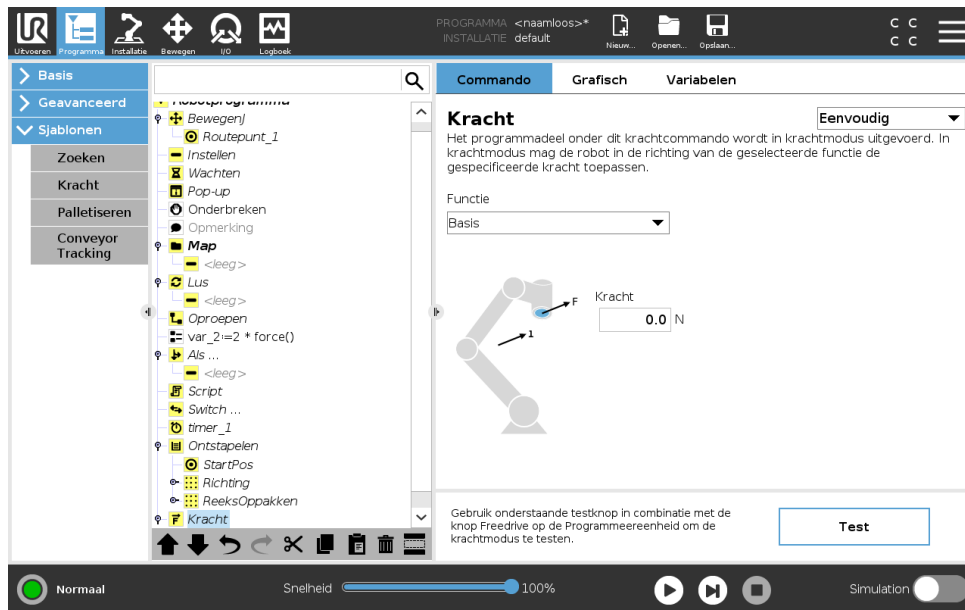 Uitvoeren
Programma
Installatie
Bewegen
I/O
Logboek
PROGRAMMA <naamloos>*
INSTALLATIE default
Nieuw...
Openen...
Opslaan...
C C
C C
Basis
Geavanceerd
Sjablonen
Zoeken
Kracht
Palletiseren
Conveyor
Tracking
Robotprogramma
BewegenJ
Routepunt_1
Instellen
Wachten
Pop-up
Onderbreken
Opmerking
Map
<leeg>
Lus
<leeg>
Oproepen
var_2:=2 * force()
Als ...
<leeg>
Script
Switch ...
timer_1
Ontstapelen
StartPos
Richting
ReeksOppakken
Kracht
Commando
Grafisch
Variabelen
Kracht
Eenvoudig
Het programmadeel onder dit krachtcommando wordt in krachtmodus uitgevoerd. In
krachtmodus mag de robot in de richting van de geselecteerde functie de
gespecificeerde kracht toepassen.
Functie
Basis
F
1
Kracht
0.0 N
Gebruik onderstaande testknop in combinatie met de
knop Freedrive op de Programmeereenheid om de
krachtmodus te testen.
Test
Normaal
Snelheid
100%
Simulation